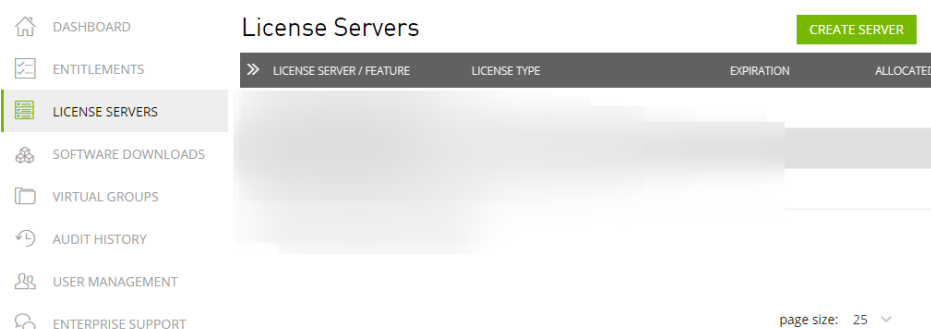 DASHBOARD
ENTITLEMENTS
LICENSE SERVERS
SOFTWARE DOWNLOADS
VIRTUAL GROUPS
AUDIT HISTORY
USER MANAGEMENT
ENTERPRISE SUPPORT
License Servers
CREATE SERVER
LICENSE SERVER / FEATURE LICENSE TYPE EXPIRATION ALLOCATED
page size: 25